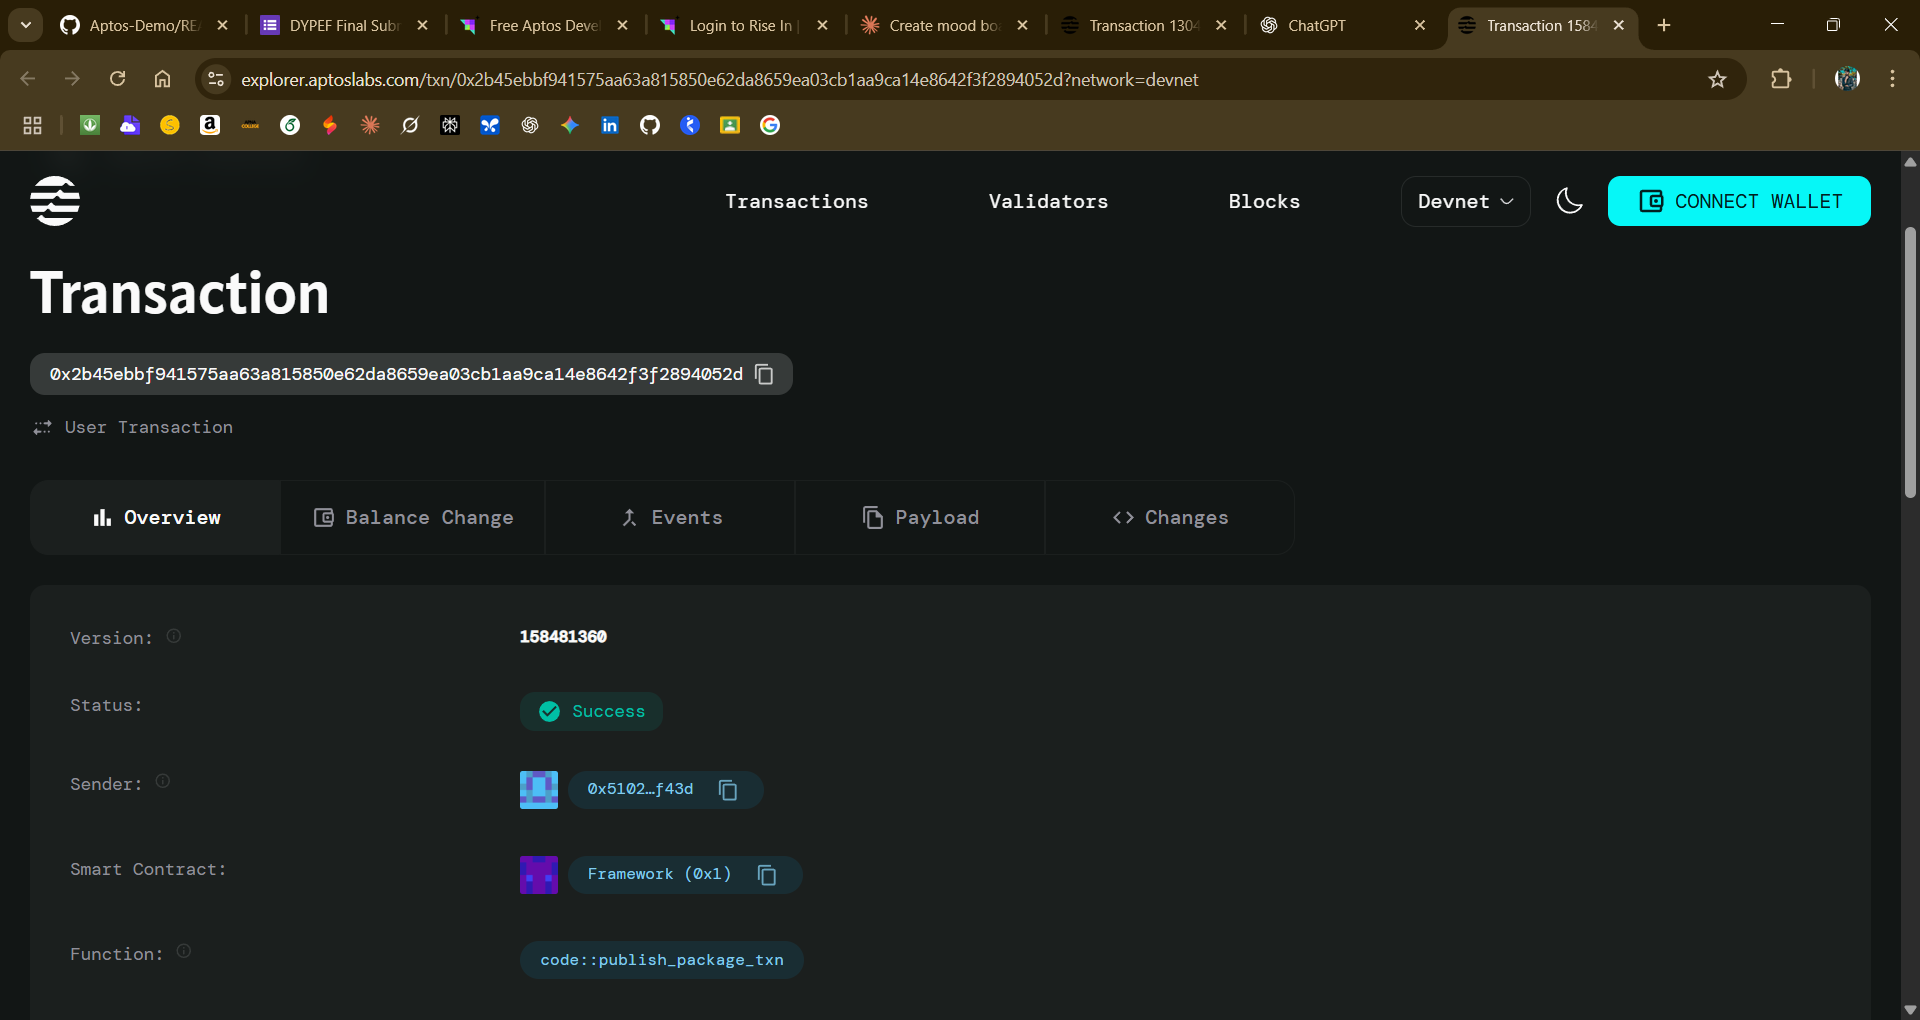 Aptos-Demo/RE
DYPEF Final Sub
Free Aptos Deve
Login to Rise In
Create mood bo
Transaction 1304
ChatGPT
Transaction 1584
explorer.aptoslabs.com/txn/0x2b45ebbf941575aa63a815850e62da8659ea03cb1aa9ca14e8642f3f2894052d?network=devnet
Transactions
Validators
Blocks
Devnet
CONNECT WALLET
Transaction
0x2b45ebbf941575aa63a815850e62da8659ea03cb1aa9ca14e8642f3f2894052d
User Transaction
Overview
Balance Change
Events
Payload
Changes
Version:
158481360
Status:
Success
Sender:
0x5102…f43d
Smart Contract:
Framework (0x1)
Function:
code::publish_package_txn